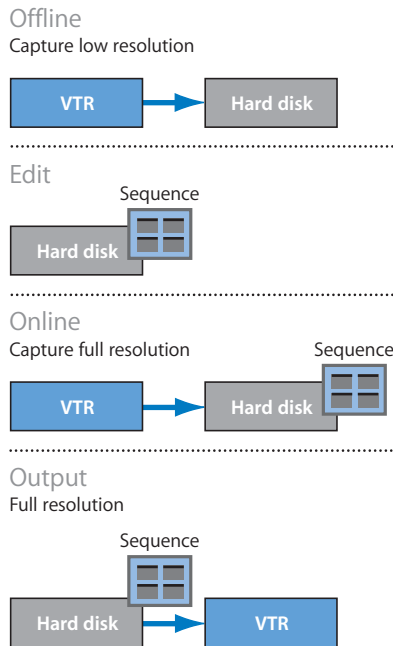 Offline
Capture low resolution
VTR
Hard disk
Edit
Sequence
Hard disk
Online
Capture full resolution
Sequence
VTR
Hard disk
Output
Full resolution
Sequence
Hard disk
VTR